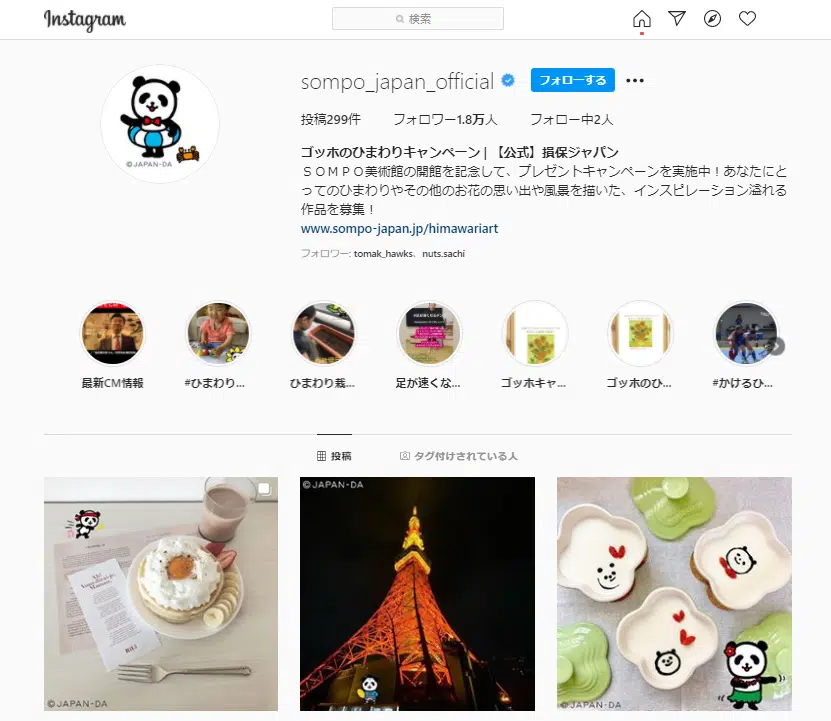 Instagram
検索
sompo_japan_official
フォローする
投稿299件 フォロワー1.8万人 フォロー中2人
ゴッホのひまわりキャンペーン | 【公式】損保ジャパン
ＳＯＭＰＯ美術館の開館を記念して、プレゼントキャンペーンを実施中！あなたにと
ってのひまわりやその他のお花の思い出や風景を描いた、インスピレーション溢れる
作品を募集！
www.sompo-japan.jp/himawariart
フォロワー: tomak_hawks、nuts.sachi
©JAPAN-DA
最新CM情報 #ひまわり... ひまわり栽... 足が速くな... ゴッホキャ... ゴッホのひ... #かけるひ...
投稿 タグ付けされている人
©JAPAN-DA
©JAPAN-DA
©JAPAN-DA